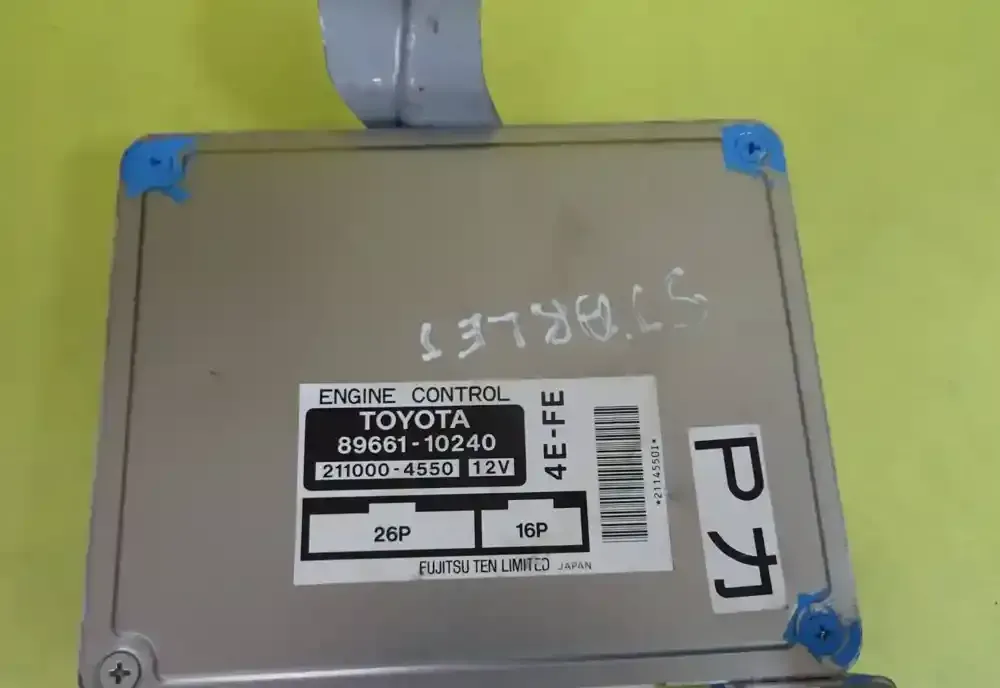 STARLET
ENGINE CONTROL
TOYOTA
89661-10240
211000-4550 12V
4E-FE
*2114550I*
26P 16P
FUJITSU TEN LIMITED JAPAN
Pカ